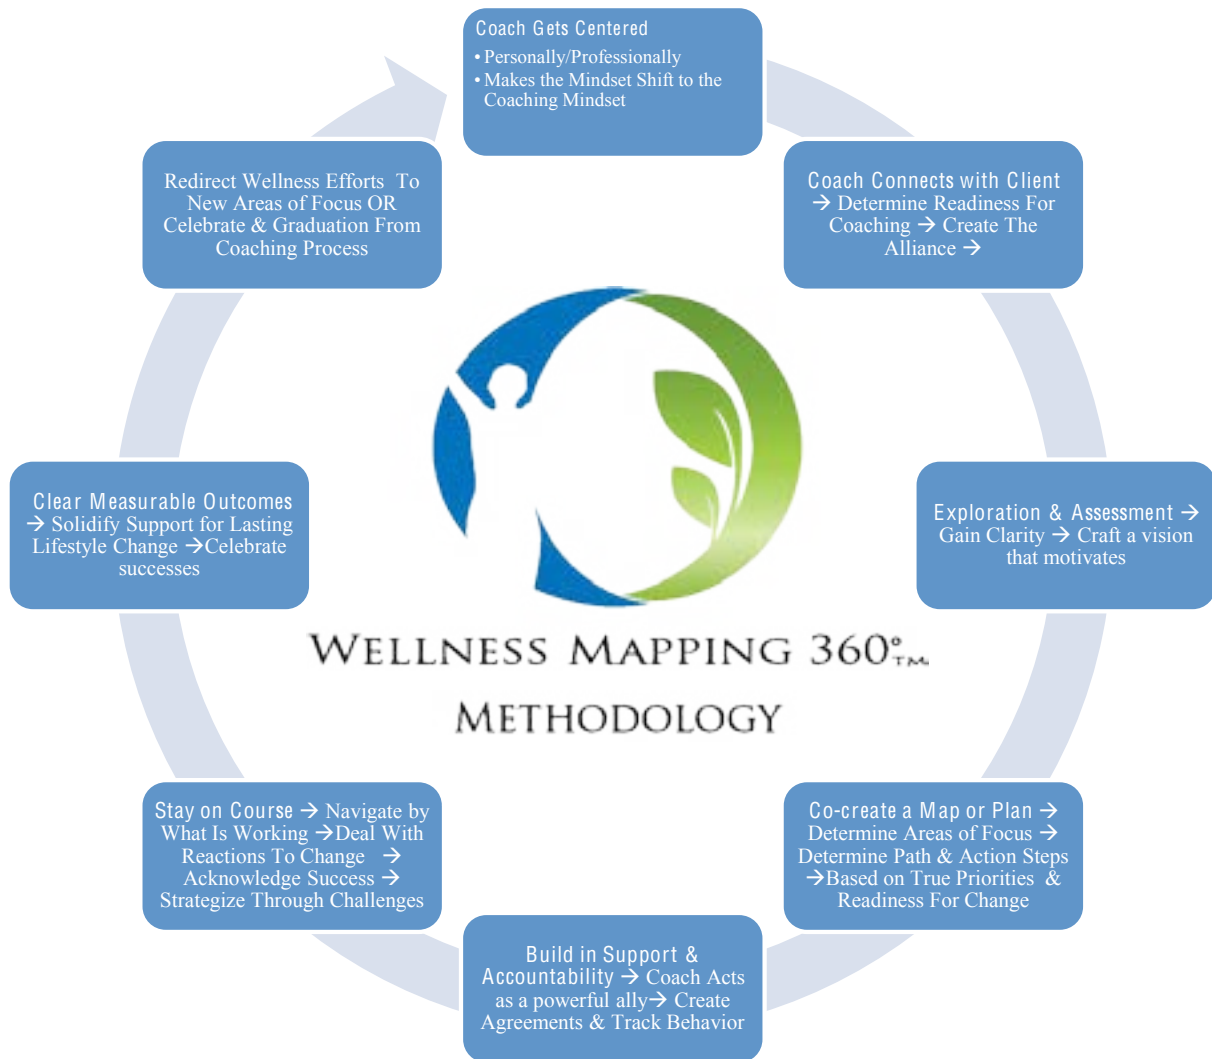 Coach Gets Centered
• Personally/Professionally
• Makes the Mindset Shift to the
Coaching Mindset
Coach Connects with Client
→ Determine Readiness For
Coaching → Create The
Alliance →
Exploration & Assessment →
Gain Clarity → Craft a vision
that motivates
Co-create a Map or Plan →
Determine Areas of Focus →
Determine Path & Action Steps
→Based on True Priorities &
Readiness For Change
Build in Support &
Accountability → Coach Acts
as a powerful ally→ Create
Agreements & Track Behavior
Stay on Course → Navigate by
What Is Working →Deal With
Reactions To Change →
Acknowledge Success →
Strategize Through Challenges
Clear Measurable Outcomes
→ Solidify Support for Lasting
Lifestyle Change →Celebrate
successes
Redirect Wellness Efforts To
New Areas of Focus OR
Celebrate & Graduation From
Coaching Process
WELLNESS MAPPING 360°™
METHODOLOGY